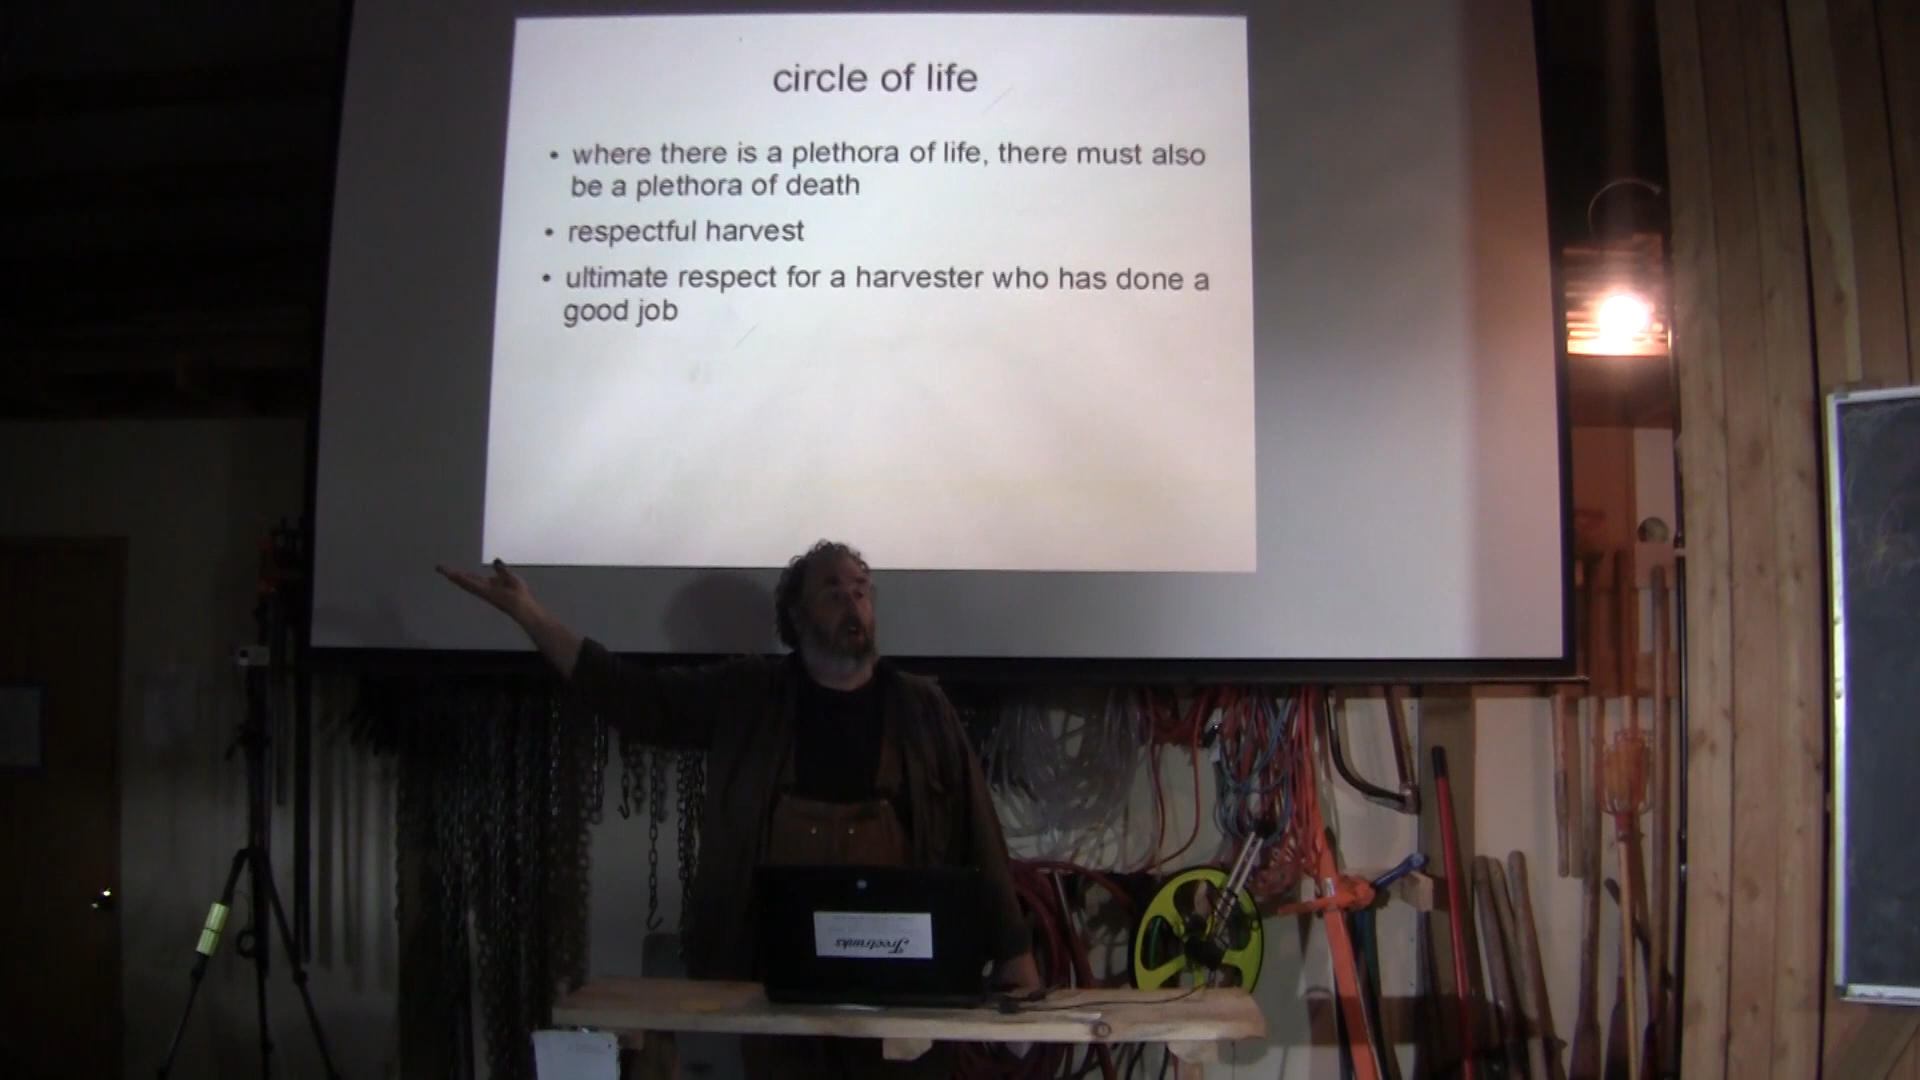 circle of life
• where there is a plethora of life, there must also
be a plethora of death
• respectful harvest
• ultimate respect for a harvester who has done a
good job